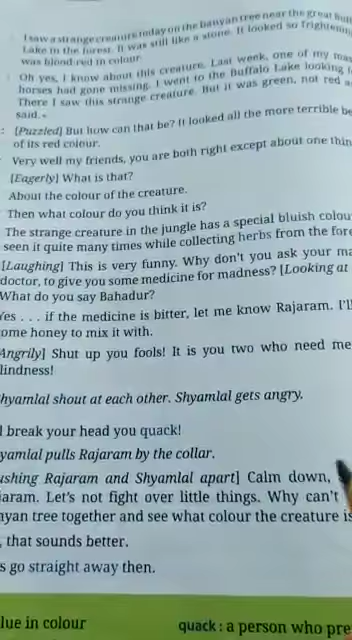 I saw a strange creature today on the banyan tree near the great Buf
Lake in the forest. It was still like a stone. It looked so frightenin
was blood red in colour.
Oh yes, I know about this creature. Last week, one of my mas
horses had gone missing. I went to the Buffalo Lake looking f
There I saw this strange creature. But it was green, not red a
said.
: [Puzzled] But how can that be? It looked all the more terrible be
of its red colour.
Very well my friends, you are both right except about one thin
[Eagerly] What is that?
About the colour of the creature.
Then what colour do you think it is?
The strange creature in the jungle has a special bluish colou
seen it quite many times while collecting herbs from the fore
[Laughing] This is very funny. Why don't you ask your ma
doctor, to give you some medicine for madness? [Looking at
What do you say Bahadur?
Yes . . . if the medicine is bitter, let me know Rajaram. I'll
ome honey to mix it with.
Angrily] Shut up you fools! It is you two who need me
lindness!
hyamlal shout at each other. Shyamlal gets angry.
l break your head you quack!
yamlal pulls Rajaram by the collar.
ushing Rajaram and Shyamlal apart] Calm down,
jaram. Let's not fight over little things. Why can't
nyan tree together and see what colour the creature is
, that sounds better.
s go straight away then.
lue in colour quack : a person who pre